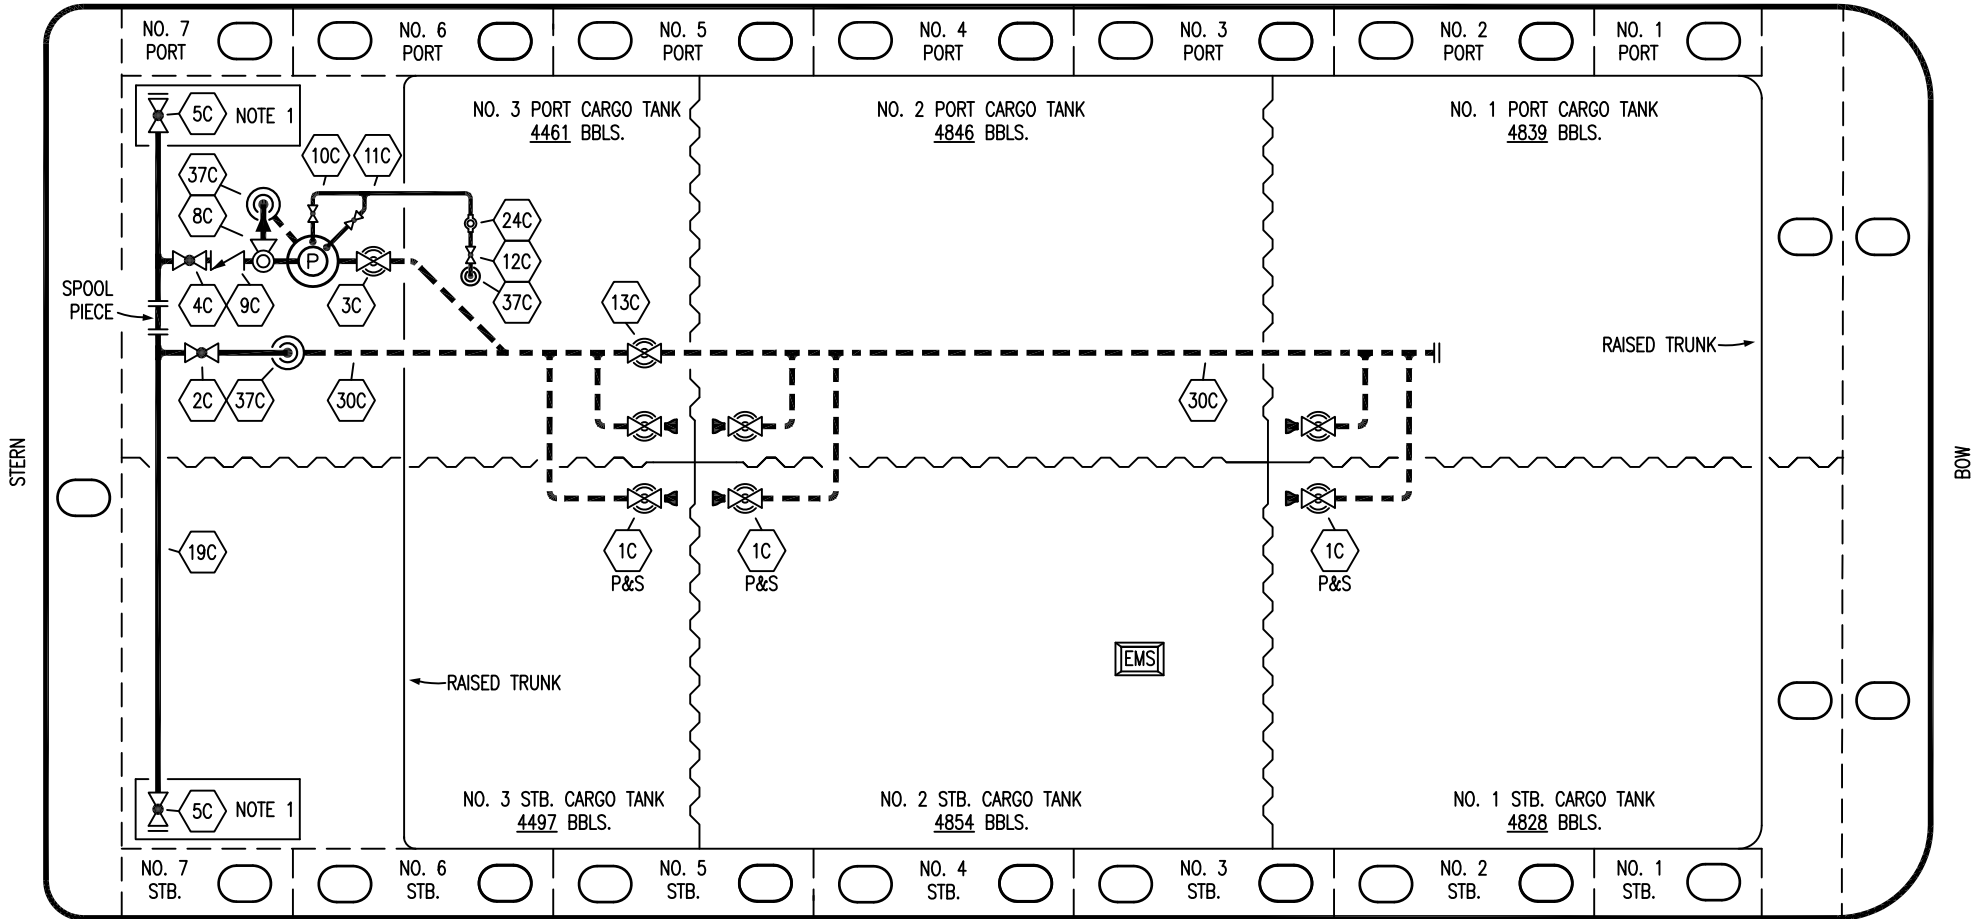 NO. 7
PORT
NO. 6
PORT
NO. 5
PORT
NO. 4
PORT
NO. 3
PORT
NO. 2
PORT
NO. 1
PORT
5C
NOTE 1
NO. 3 PORT CARGO TANK
4461 BBLS.
NO. 2 PORT CARGO TANK
4846 BBLS.
NO. 1 PORT CARGO TANK
4839 BBLS.
10C
11C
37C
8C
24C
12C
37C
P
4C
9C
3C
SPOOL
PIECE
13C
RAISED TRUNK
2C
37C
30C
30C
STERN
BOW
19C
1C
P&S
1C
P&S
1C
P&S
EMS
RAISED TRUNK
5C
NOTE 1
NO. 3 STB. CARGO TANK
4497 BBLS.
NO. 2 STB. CARGO TANK
4854 BBLS.
NO. 1 STB. CARGO TANK
4828 BBLS.
NO. 7
STB.
NO. 6
STB.
NO. 5
STB.
NO. 4
STB.
NO. 3
STB.
NO. 2
STB.
NO. 1
STB.